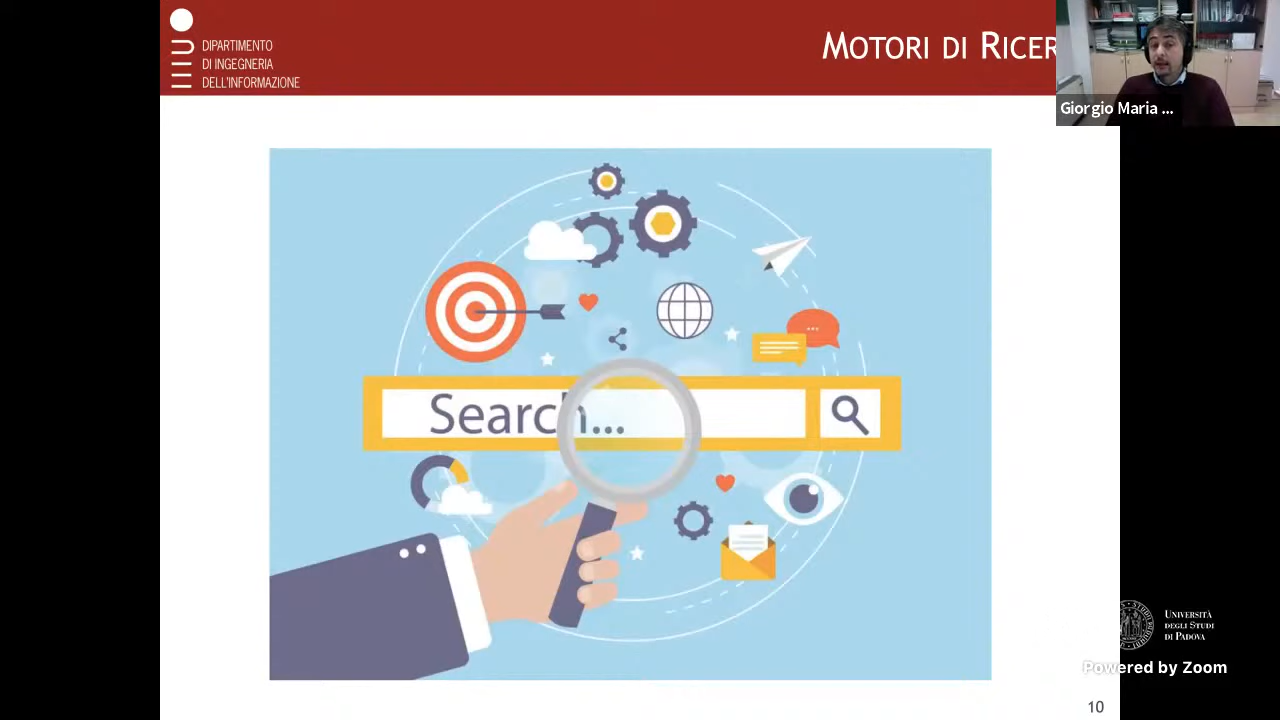 DIPARTIMENTO
DI INGEGNERIA
DELL'INFORMAZIONE
MOTORI DI RICER
Giorgio Maria ...
Search...
UNIVERSITÀ
DEGLI STUDI
DI PADOVA
Powered by Zoom
10